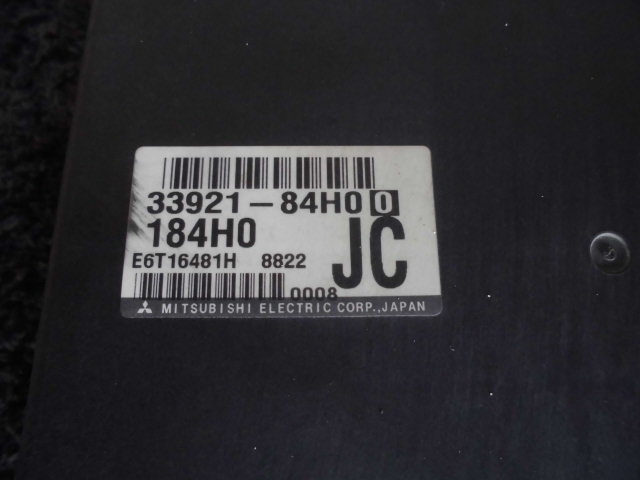 33921-84H0 0
184H0
JC
E6T16481H 8822
0008
MITSUBISHI ELECTRIC CORP.,JAPAN